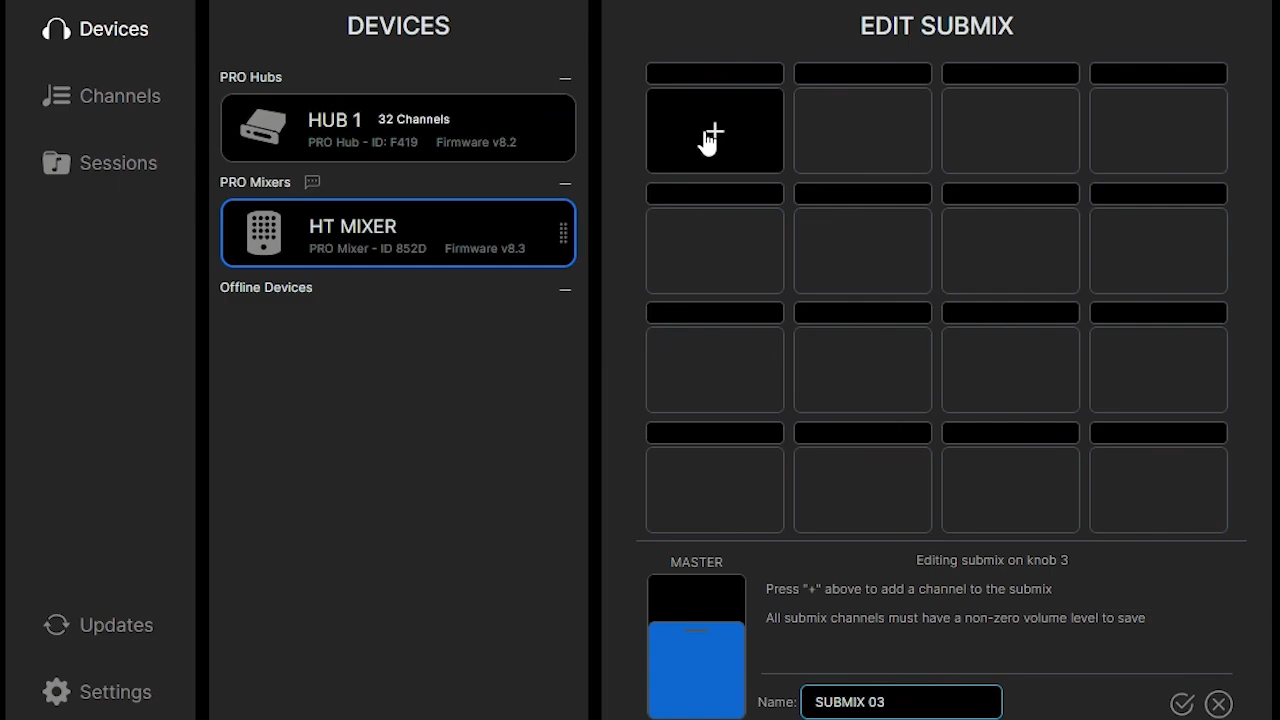 Devices
Channels
Sessions
Updates
Settings
DEVICES
PRO Hubs
HUB 1 32 Channels
PRO Hub - ID: F419 Firmware v8.2
PRO Mixers
HT MIXER
PRO Mixer - ID 852D Firmware v8.3
Offline Devices
EDIT SUBMIX
MASTER
Editing submix on knob 3
Press "+" above to add a channel to the submix
All submix channels must have a non-zero volume level to save
Name: SUBMIX 03